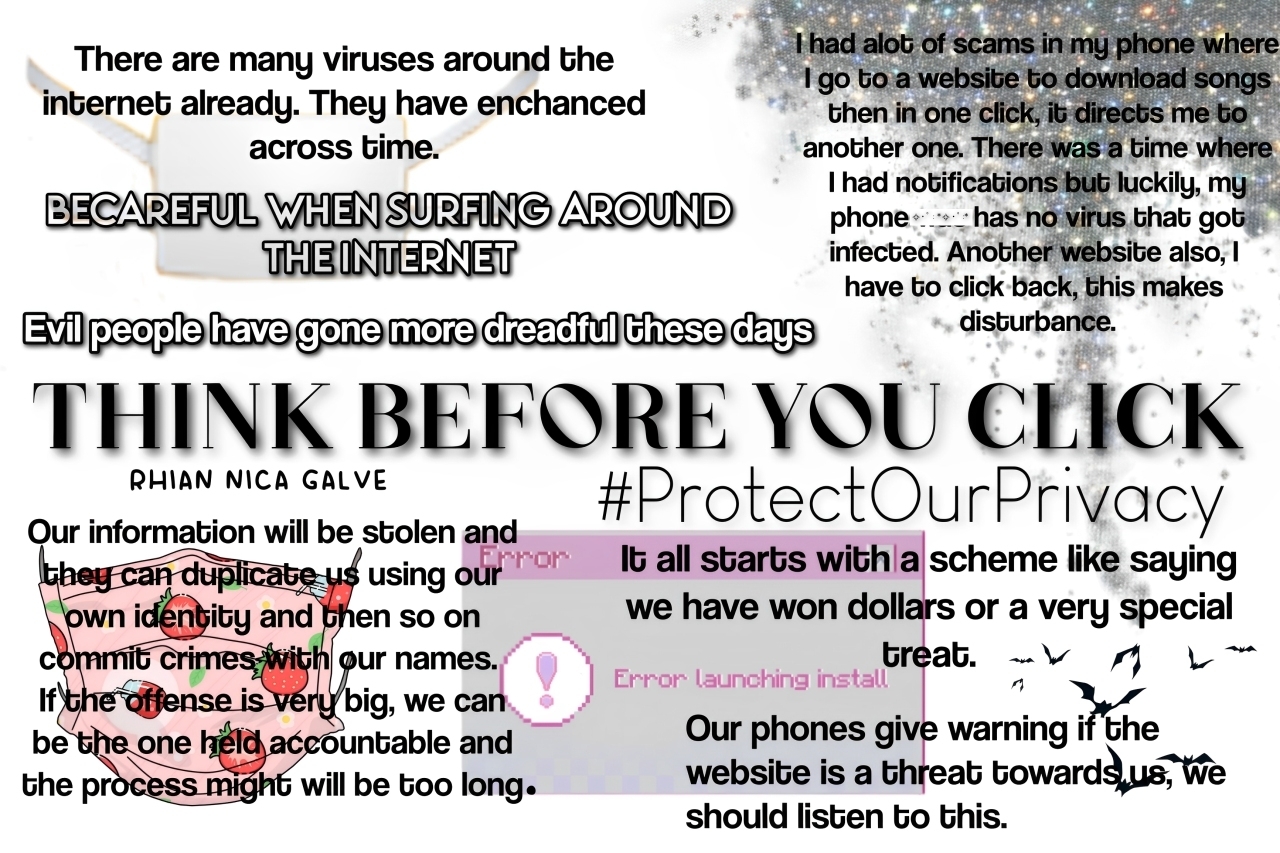 There are many viruses around the
internet already. They have enchanced
across time.
BECAREFUL WHEN SURFING AROUND
THE INTERNET
Evil people have gone more dreadful these days
I had alot of scams in my phone where
I go to a website to download songs
then in one click, it directs me to
another one. There was a time where
I had notifications but luckily, my
phone has no virus that got
infected. Another website also, I
have to click back, this makes
disturbance.
THINK BEFORE YOU CLICK
RHIAN NICA GALVE
#ProtectOurPrivacy
Our information will be stolen and
they can duplicate us using our
own identity and then so on
commit crimes with our names.
If the offense is very big, we can
be the one held accountable and
the process might will be too long.
Error
It all starts with a scheme like saying
we have won dollars or a very special
treat.
Error launching install
Our phones give warning if the
website is a threat towards us, we
should listen to this.